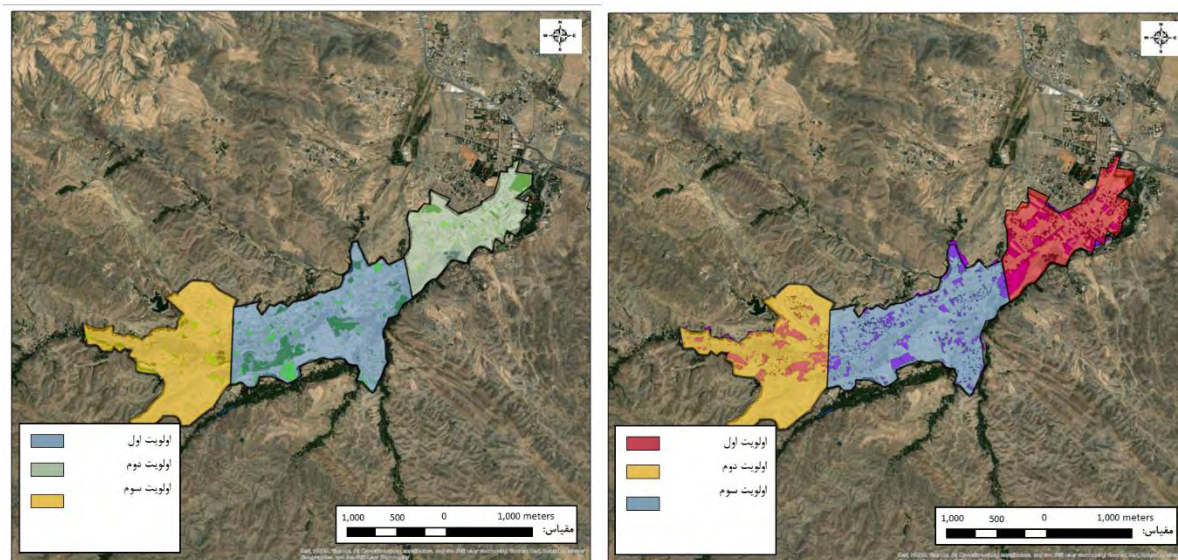 N
W
E
S
اولویت اول
اولویت دوم
اولویت سوم
1,000 500 0 1,000 meters
مقیاس:
N
W
E
S
اولویت اول
اولویت دوم
اولویت سوم
1,000 500 0 1,000 meters
مقیاس: